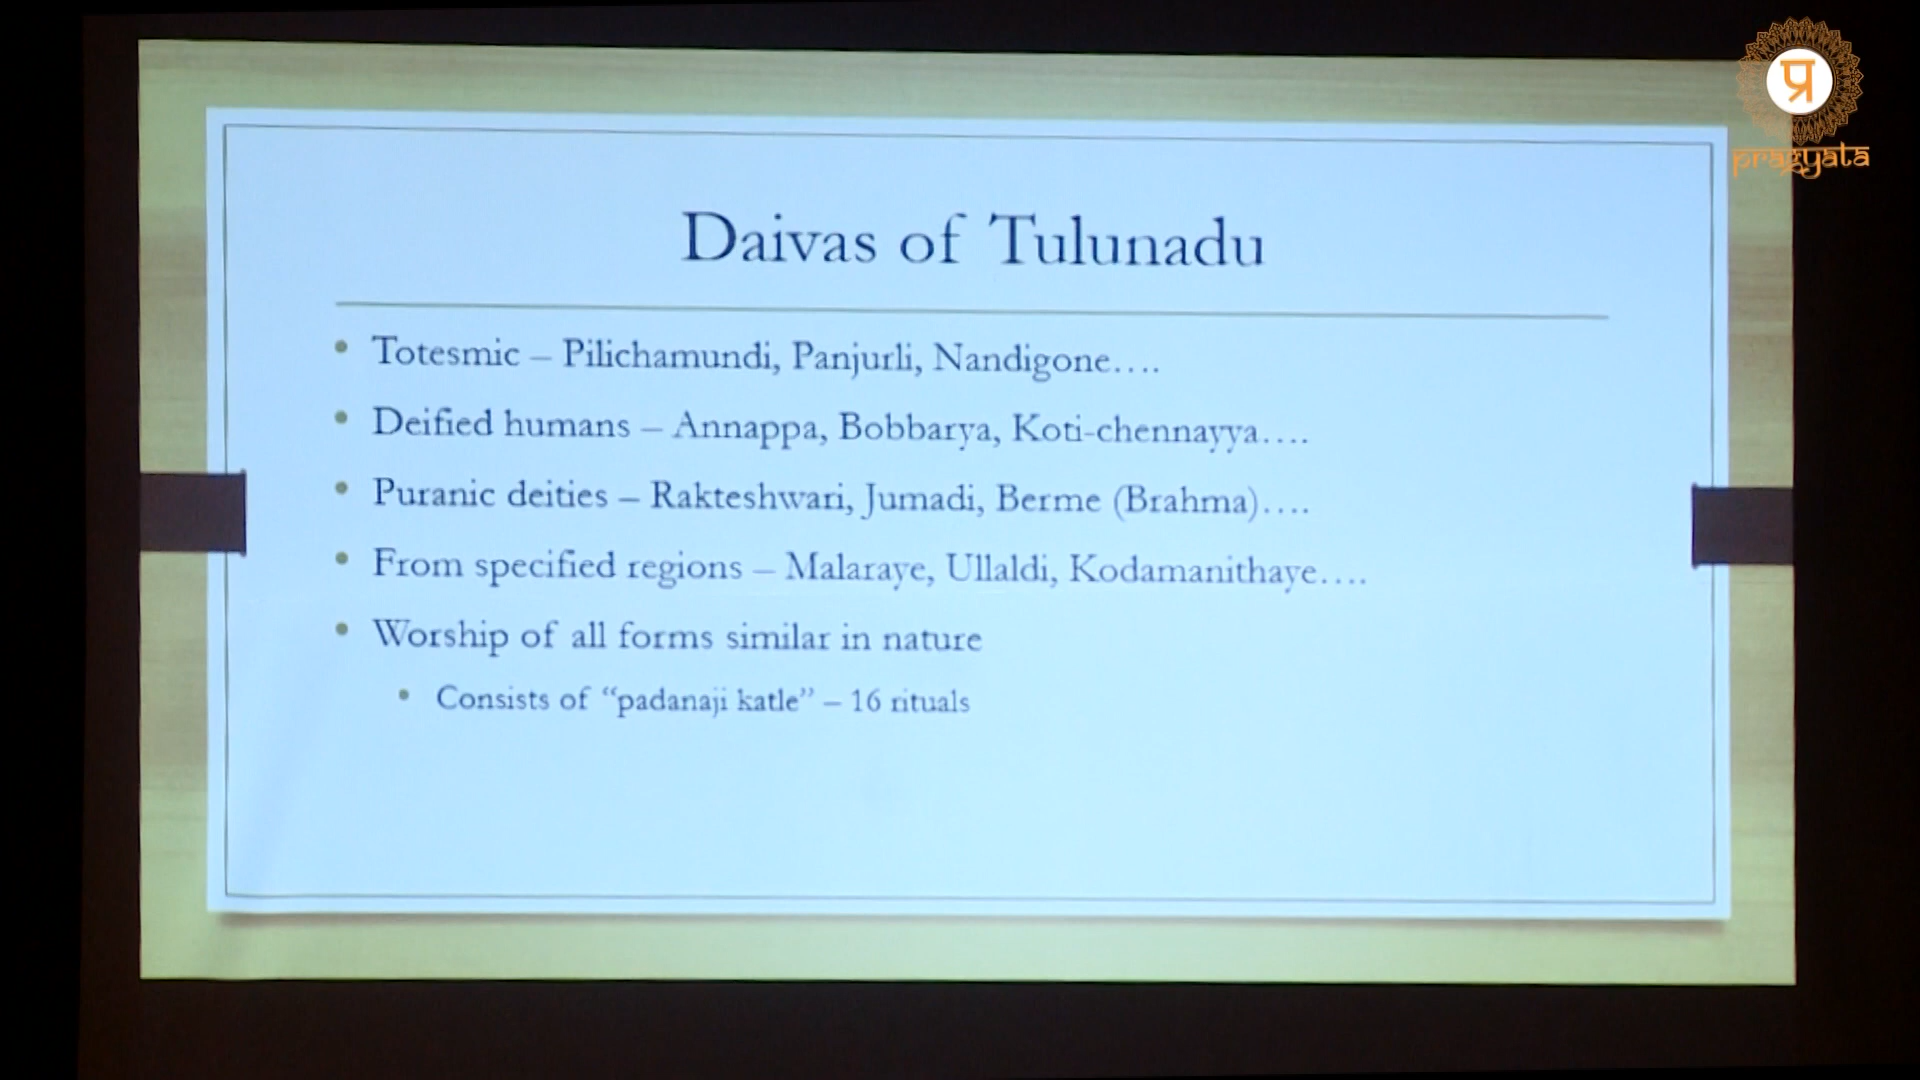 प्र
pragyata
Daivas of Tulunadu
• Totesmic – Pilichamundi, Panjurli, Nandigone....
• Deified humans – Annappa, Bobbarya, Koti-chennayya....
• Puranic deities – Rakteshwari, Jumadi, Berme (Brahma)....
• From specified regions – Malaraye, Ullaldi, Kodamanithaye....
• Worship of all forms similar in nature
• Consists of “padanaji katle” – 16 rituals